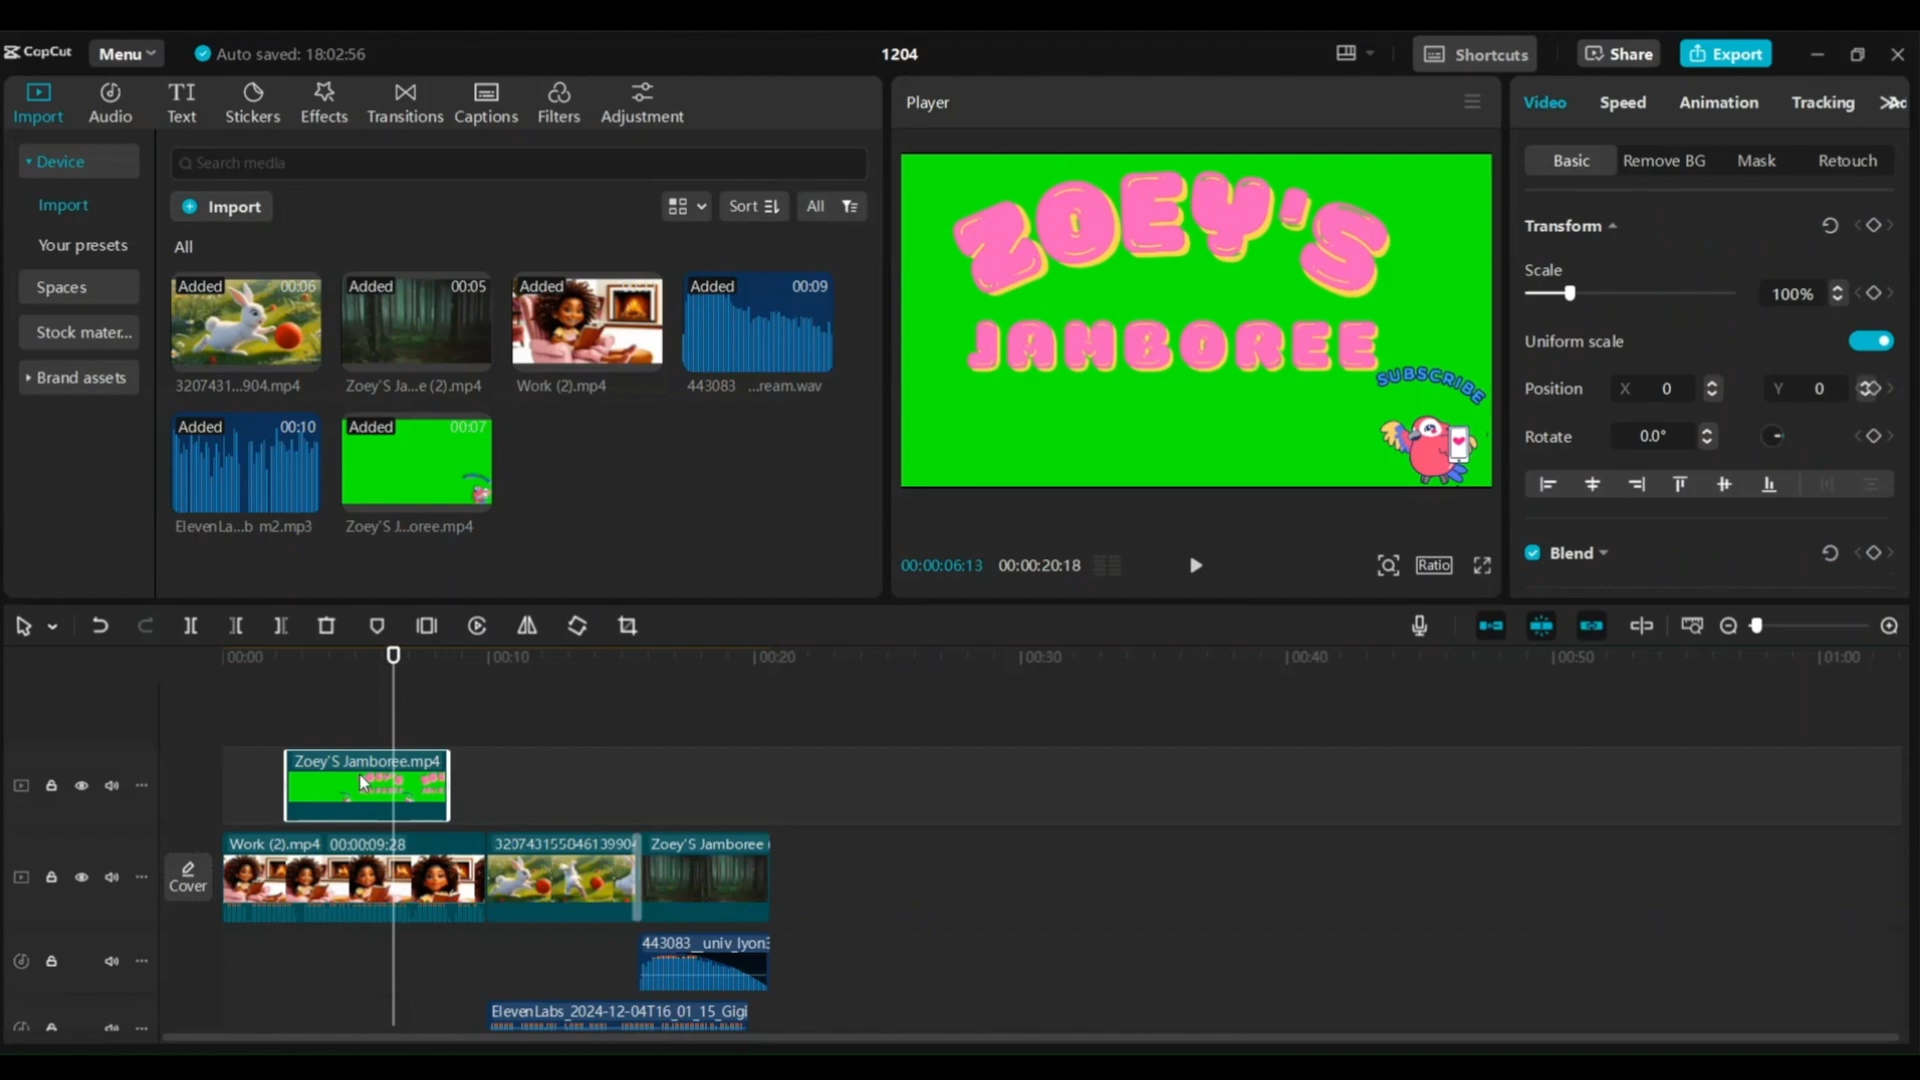 CapCut
Menu
Auto saved: 18:02:56
1204
Shortcuts
Share
Export
Import
Audio
TI
Text
Stickers
Effects
Transitions
Captions
Filters
Adjustment
Device
Import
Your presets
Spaces
Stock mater...
Brand assets
Search media
Import
Sort
All
All
Added 00:06
3207431...904.mp4
Added 00:05
Zoey'S Ja...e (2).mp4
Added
Work (2).mp4
Added 00:09
443083 ...ream.wav
Added 00:10
ElevenLa...b m2.mp3
Added 00:07
Zoey'S J...oree.mp4
Player
ZOEY'S
JAMBOREE
SUBSCRIBE
00:00:06:13 00:00:20:18
Ratio
Video Speed Animation Tracking
Basic Remove BG Mask Retouch
Transform
Scale
100%
Uniform scale
Position X 0 Y 0
Rotate 0.0°
Blend
00:00 00:10 00:20 00:30 00:40 00:50 01:00
Zoey'S Jamboree.mp4
Cover
Work (2).mp4 00:00:09:28
3207431558461399904
Zoey'S Jamboree
443083__univ_lyon3
ElevenLabs_2024-12-04T16_01_15_Gigi